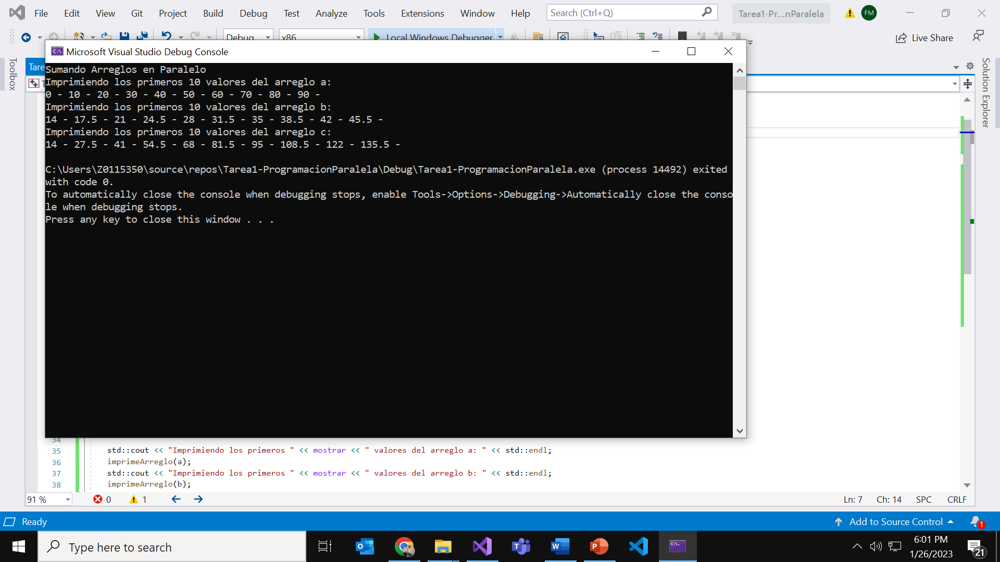 File Edit View Git Project Build Debug Test Analyze Tools Extensions Window Help Search (Ctrl+Q) Tarea1-Pr...nParalela FM
Debug x86 Local Windows Debugger Live Share
Microsoft Visual Studio Debug Console
Toolbox
Tare
Solution Explorer
Sumando Arreglos en Paralelo
Imprimiendo los primeros 10 valores del arreglo a:
0 - 10 - 20 - 30 - 40 - 50 - 60 - 70 - 80 - 90 -
Imprimiendo los primeros 10 valores del arreglo b:
14 - 17.5 - 21 - 24.5 - 28 - 31.5 - 35 - 38.5 - 42 - 45.5 -
Imprimiendo los primeros 10 valores del arreglo c:
14 - 27.5 - 41 - 54.5 - 68 - 81.5 - 95 - 108.5 - 122 - 135.5 -
C:\Users\Z0115350\source\repos\Tarea1-ProgramacionParalela\Debug\Tarea1-ProgramacionParalela.exe (process 14492) exited
with code 0.
To automatically close the console when debugging stops, enable Tools->Options->Debugging->Automatically close the conso
le when debugging stops.
Press any key to close this window . . .
34
35 std::cout << "Imprimiendo los primeros " << mostrar << " valores del arreglo a: " << std::endl;
36 imprimeArreglo(a);
37 std::cout << "Imprimiendo los primeros " << mostrar << " valores del arreglo b: " << std::endl;
38 imprimeArreglo(b);
91 % 0 1 Ln: 7 Ch: 14 SPC CRLF
Ready Add to Source Control 1
Type here to search
6:01 PM
1/26/2023
21